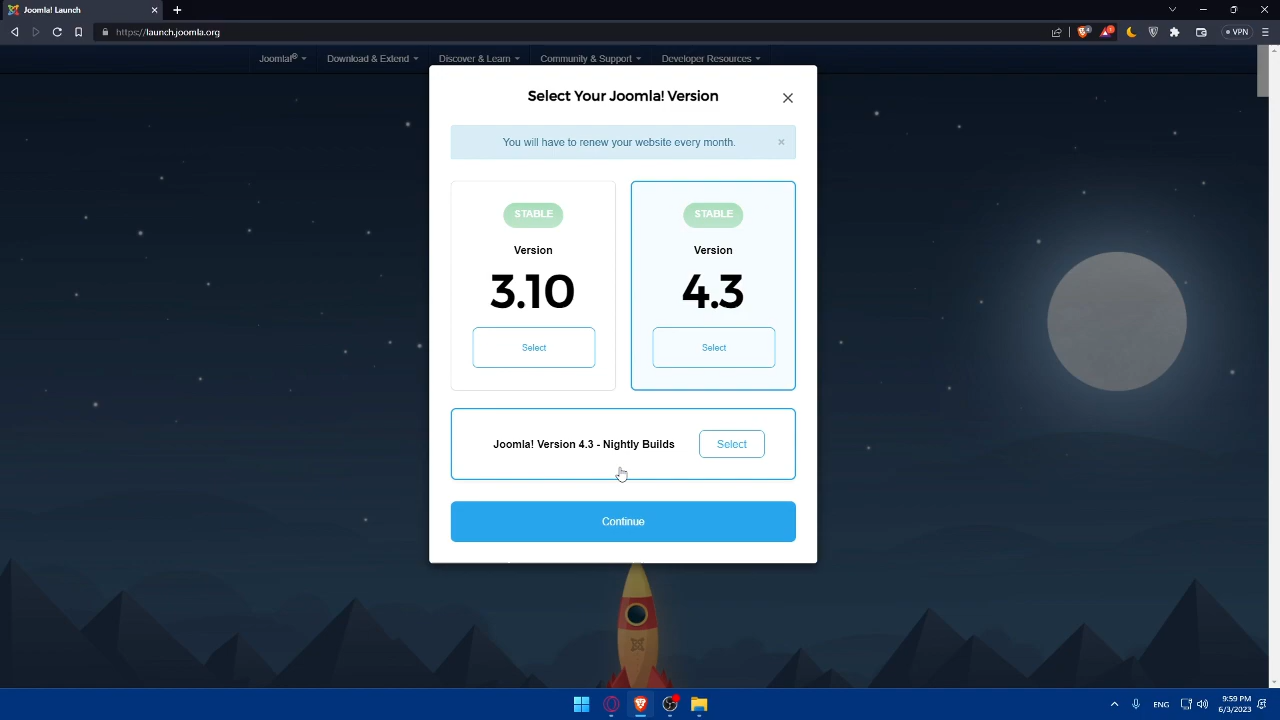 Joomla! Launch
https://launch.joomla.org
VPN
Joomla!® Download & Extend Discover & Learn Community & Support Developer Resources
Select Your Joomla! Version
You will have to renew your website every month.
STABLE STABLE
Version Version
3.10 4.3
Select Select
Joomla! Version 4.3 - Nightly Builds Select
Continue
9:59 PM
ENG
6/13/2023